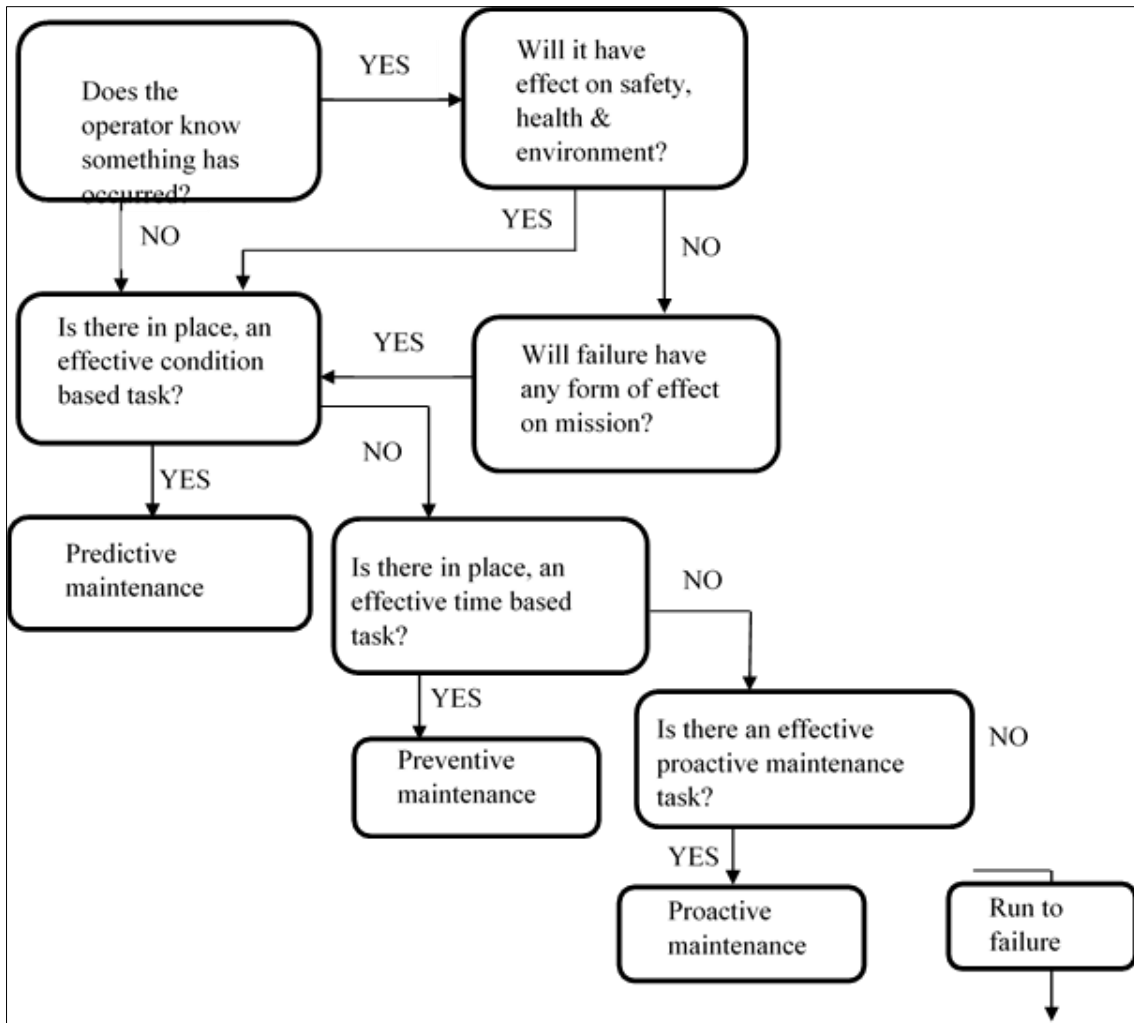 Does the
operator know
something has
occurred?
YES
Will it have
effect on safety,
health &
environment?
NO
YES
NO
Is there in place, an
effective condition
based task?
YES
Will failure have
any form of effect
on mission?
YES
NO
Predictive
maintenance
Is there in place, an
effective time based
task?
NO
YES
Preventive
maintenance
Is there an effective
proactive maintenance
task?
NO
YES
Proactive
maintenance
Run to
failure